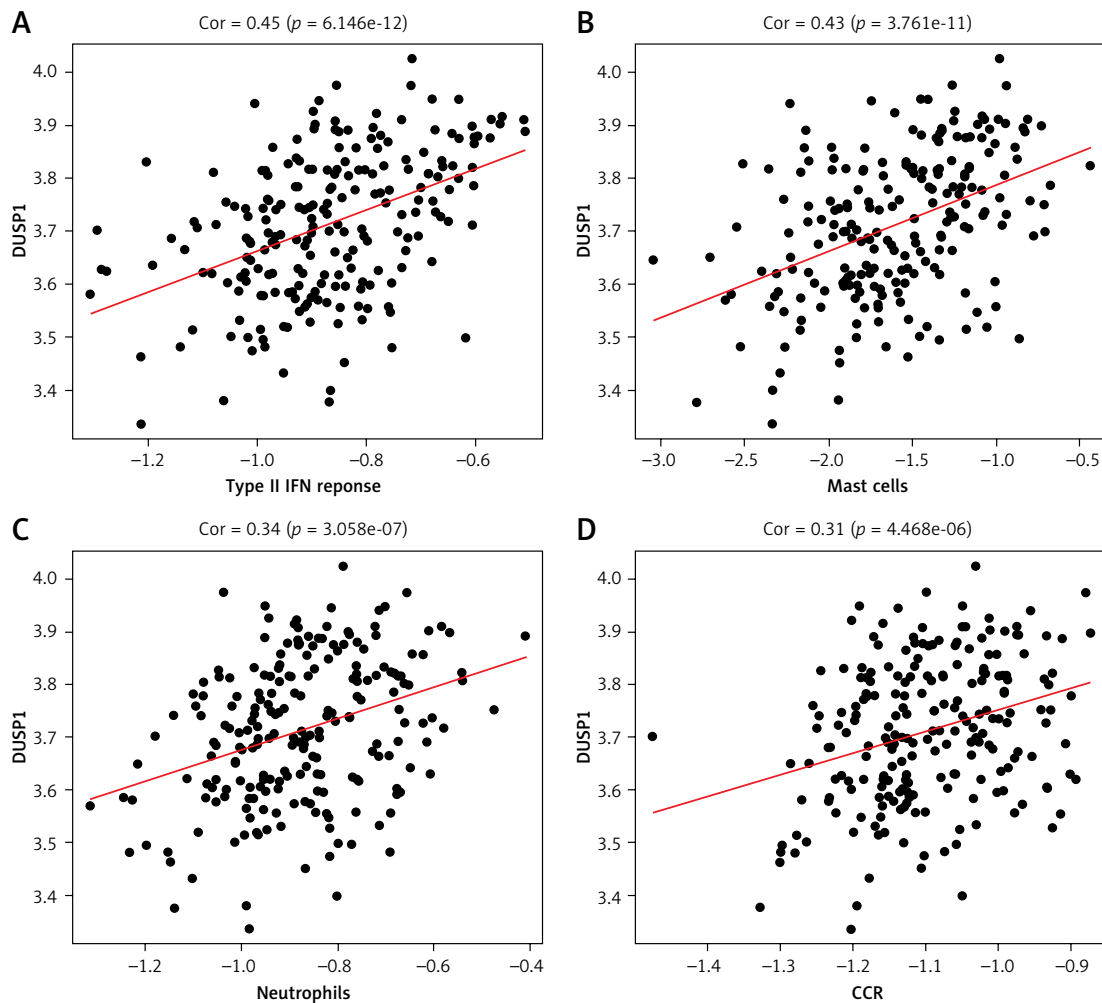 A
Cor = 0.45 (p = 6.146e-12)
4.0
3.9
3.8
3.7
3.6
3.5
3.4
DUSP1
−1.2 −1.0 −0.8 −0.6
Type II IFN reponse
B
Cor = 0.43 (p = 3.761e-11)
4.0
3.9
3.8
3.7
3.6
3.5
3.4
DUSP1
−3.0 −2.5 −2.0 −1.5 −1.0 −0.5
Mast cells
C
Cor = 0.34 (p = 3.058e-07)
4.0
3.9
3.8
3.7
3.6
3.5
3.4
DUSP1
−1.2 −1.0 −0.8 −0.6 −0.4
Neutrophils
D
Cor = 0.31 (p = 4.468e-06)
4.0
3.9
3.8
3.7
3.6
3.5
3.4
DUSP1
−1.4 −1.2 −1.1 −1.0 −0.9
CCR